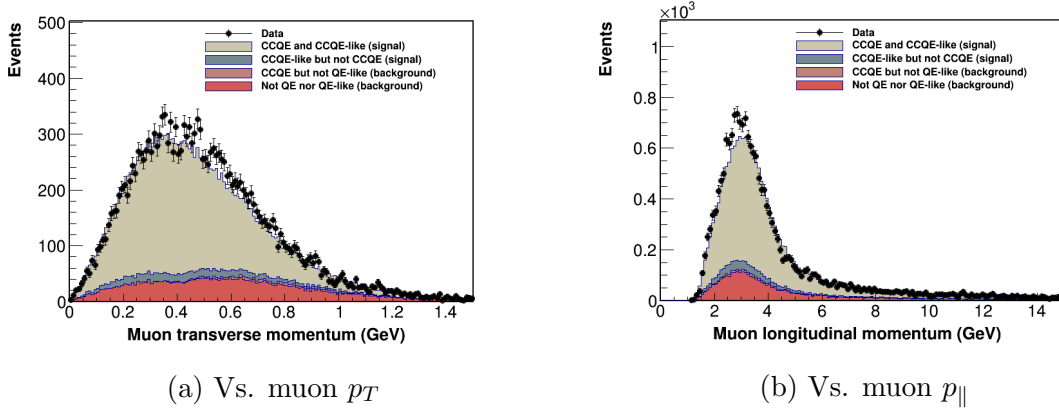 500
400
300
200
100
0
Events
Data
CCQE and CCQE-like (signal)
CCQE-like but not CCQE (signal)
CCQE but not QE-like (background)
Not QE nor QE-like (background)
0 0.2 0.4 0.6 0.8 1 1.2 1.4
Muon transverse momentum (GeV)
(a) Vs. muon p_T
×10³
1
0.8
0.6
0.4
0.2
0
Events
Data
CCQE and CCQE-like (signal)
CCQE-like but not CCQE (signal)
CCQE but not QE-like (background)
Not QE nor QE-like (background)
0 2 4 6 8 10 12 14
Muon longitudinal momentum (GeV)
(b) Vs. muon p_∥